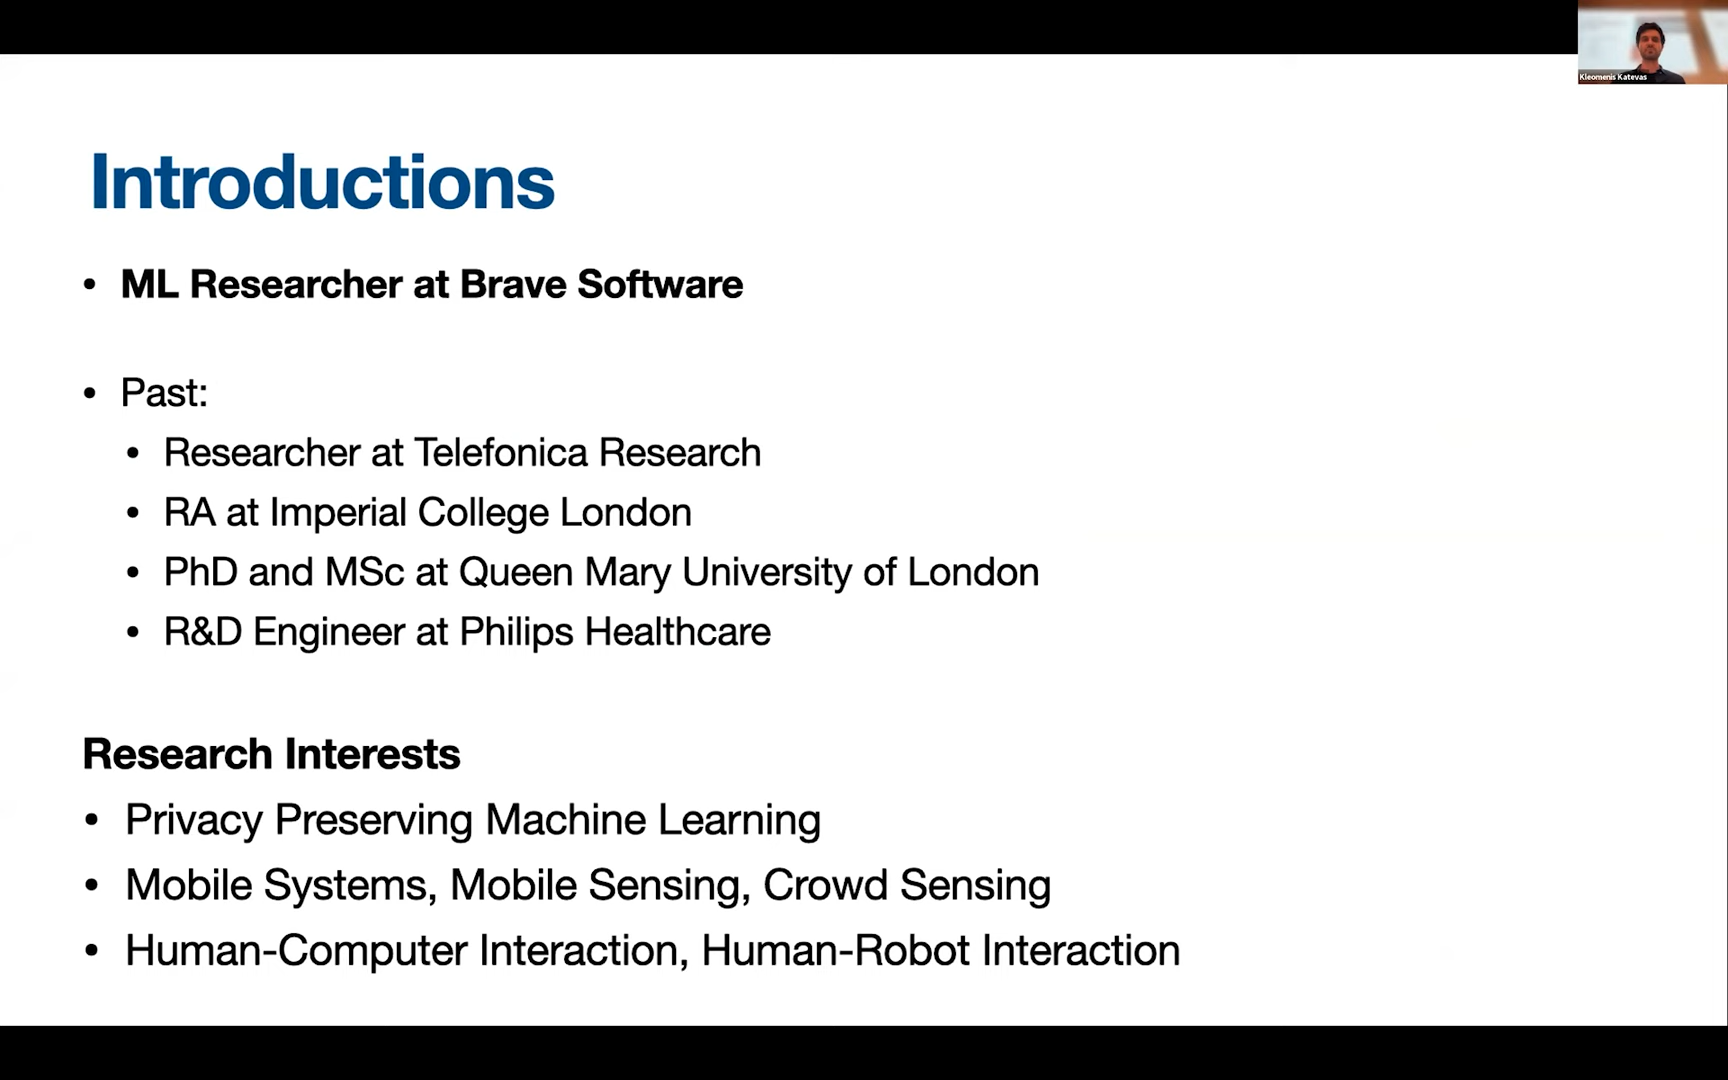 Kleomenis Katevas
Introductions
• ML Researcher at Brave Software
• Past:
• Researcher at Telefonica Research
• RA at Imperial College London
• PhD and MSc at Queen Mary University of London
• R&D Engineer at Philips Healthcare
Research Interests
• Privacy Preserving Machine Learning
• Mobile Systems, Mobile Sensing, Crowd Sensing
• Human-Computer Interaction, Human-Robot Interaction